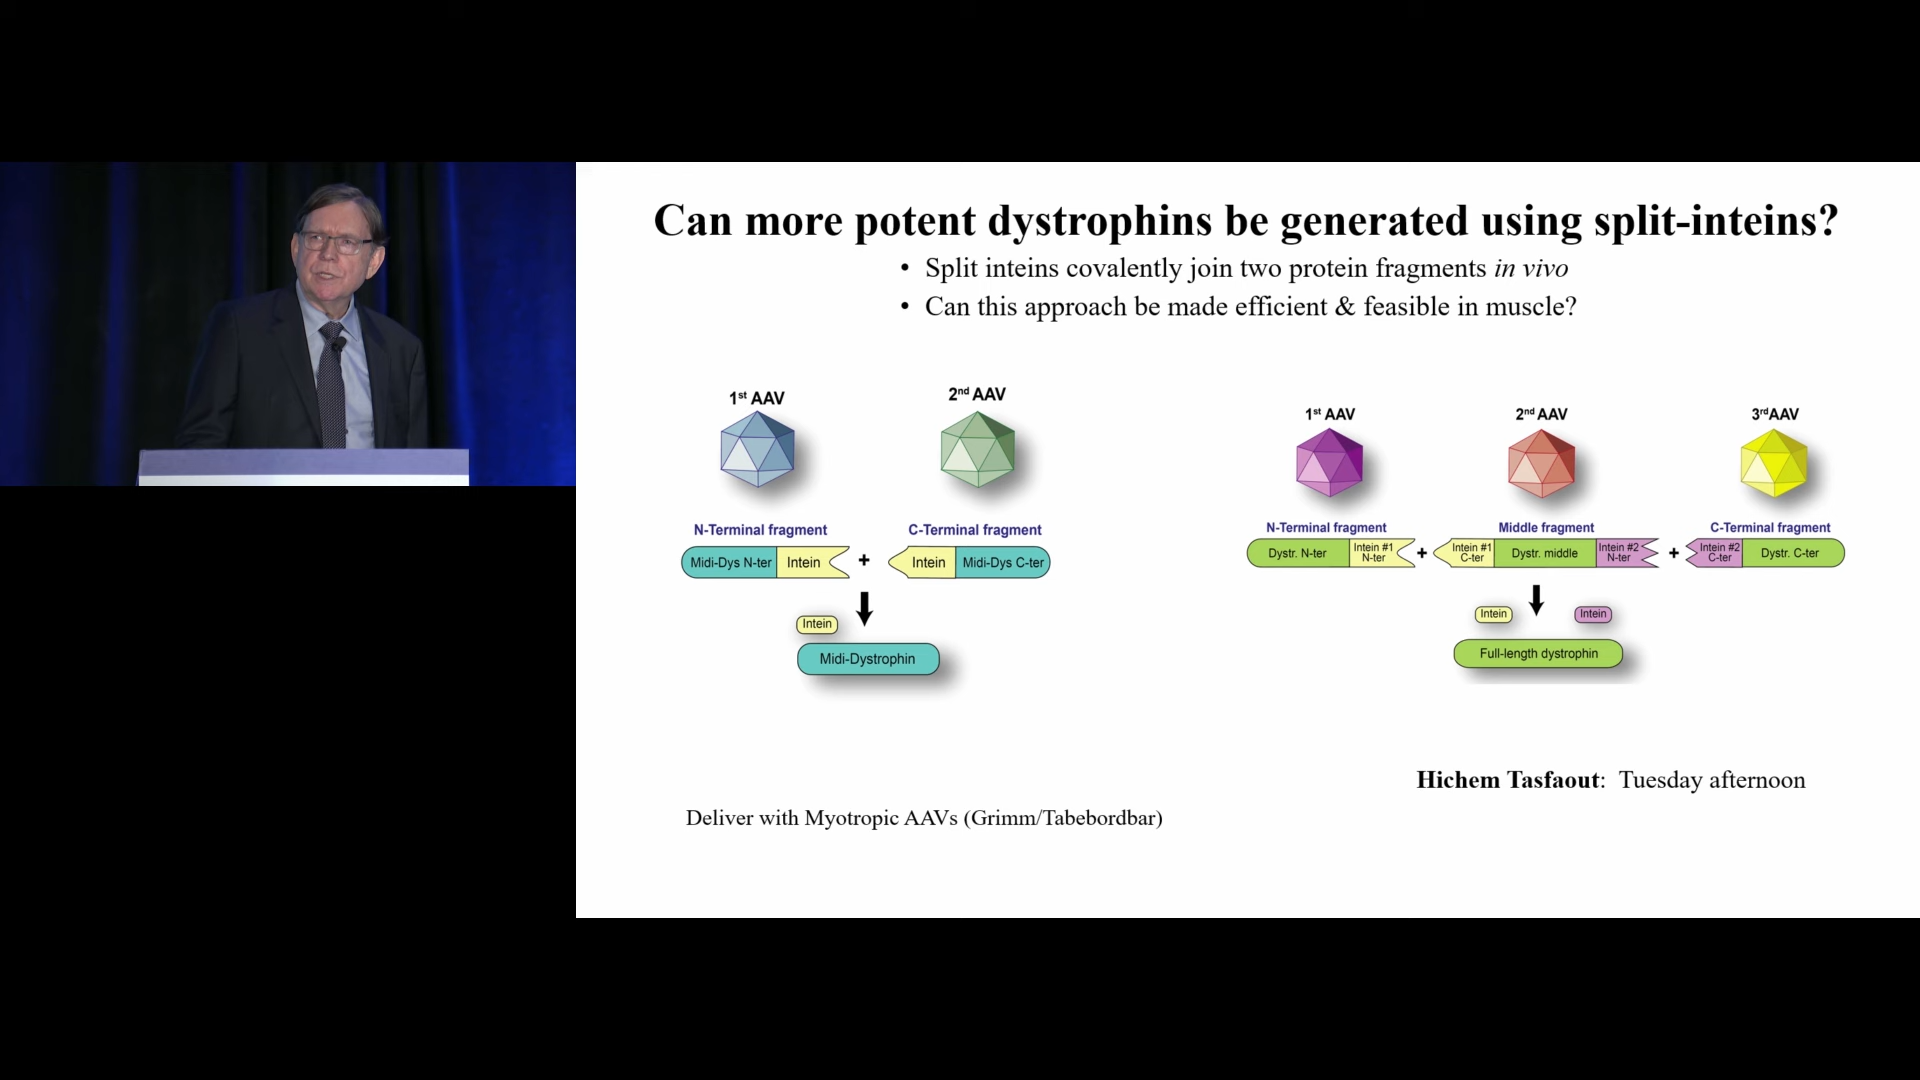 Can more potent dystrophins be generated using split-inteins?
• Split inteins covalently join two protein fragments in vivo
• Can this approach be made efficient & feasible in muscle?
1st AAV
2nd AAV
N-Terminal fragment
C-Terminal fragment
Midi-Dys N-ter
Intein
+
Intein
Midi-Dys C-ter
Intein
Midi-Dystrophin
1st AAV
2nd AAV
3rdAAV
N-Terminal fragment
Middle fragment
C-Terminal fragment
Dystr. N-ter
Intein #1
N-ter
+
Intein #1
C-ter
Dystr. middle
Intein #2
N-ter
+
Intein #2
C-ter
Dystr. C-ter
Intein
Intein
Full-length dystrophin
Hichem Tasfaout: Tuesday afternoon
Deliver with Myotropic AAVs (Grimm/Tabebordbar)